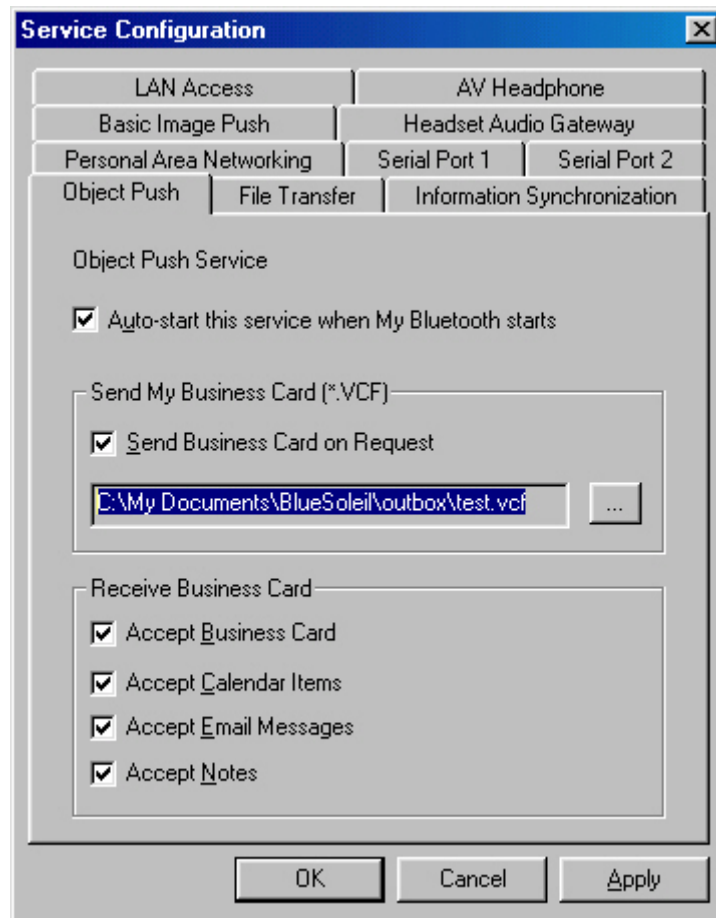 Service Configuration
LAN Access AV Headphone
Basic Image Push Headset Audio Gateway
Personal Area Networking Serial Port 1 Serial Port 2
Object Push File Transfer Information Synchronization
Object Push Service
Auto-start this service when My Bluetooth starts
Send My Business Card (*.VCF)
Send Business Card on Request
C:\My Documents\BlueSoleil\outbox\test.vcf ...
Receive Business Card
Accept Business Card
Accept Calendar Items
Accept Email Messages
Accept Notes
OK Cancel Apply